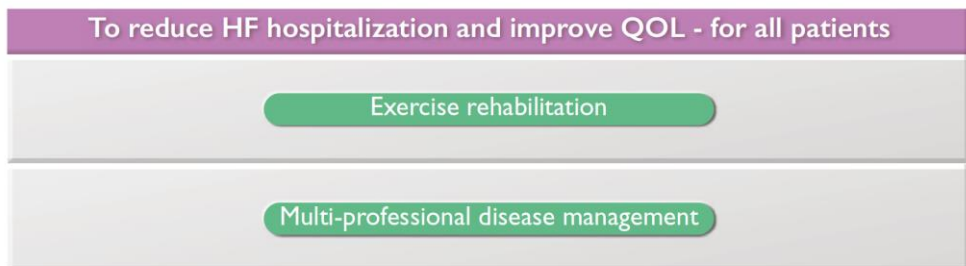 To reduce HF hospitalization and improve QOL - for all patients
Exercise rehabilitation
Multi-professional disease management